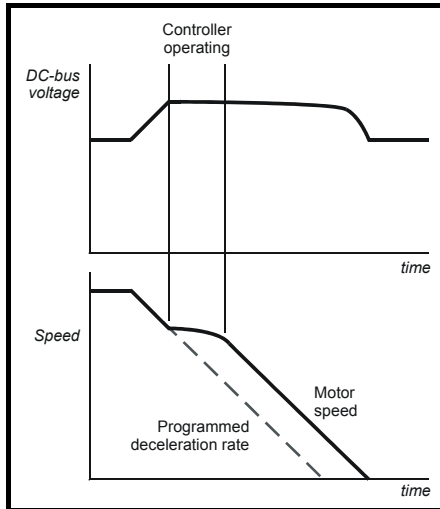 Controller
operating
DC-bus
voltage
time
Speed
Motor
speed
Programmed
deceleration rate
time